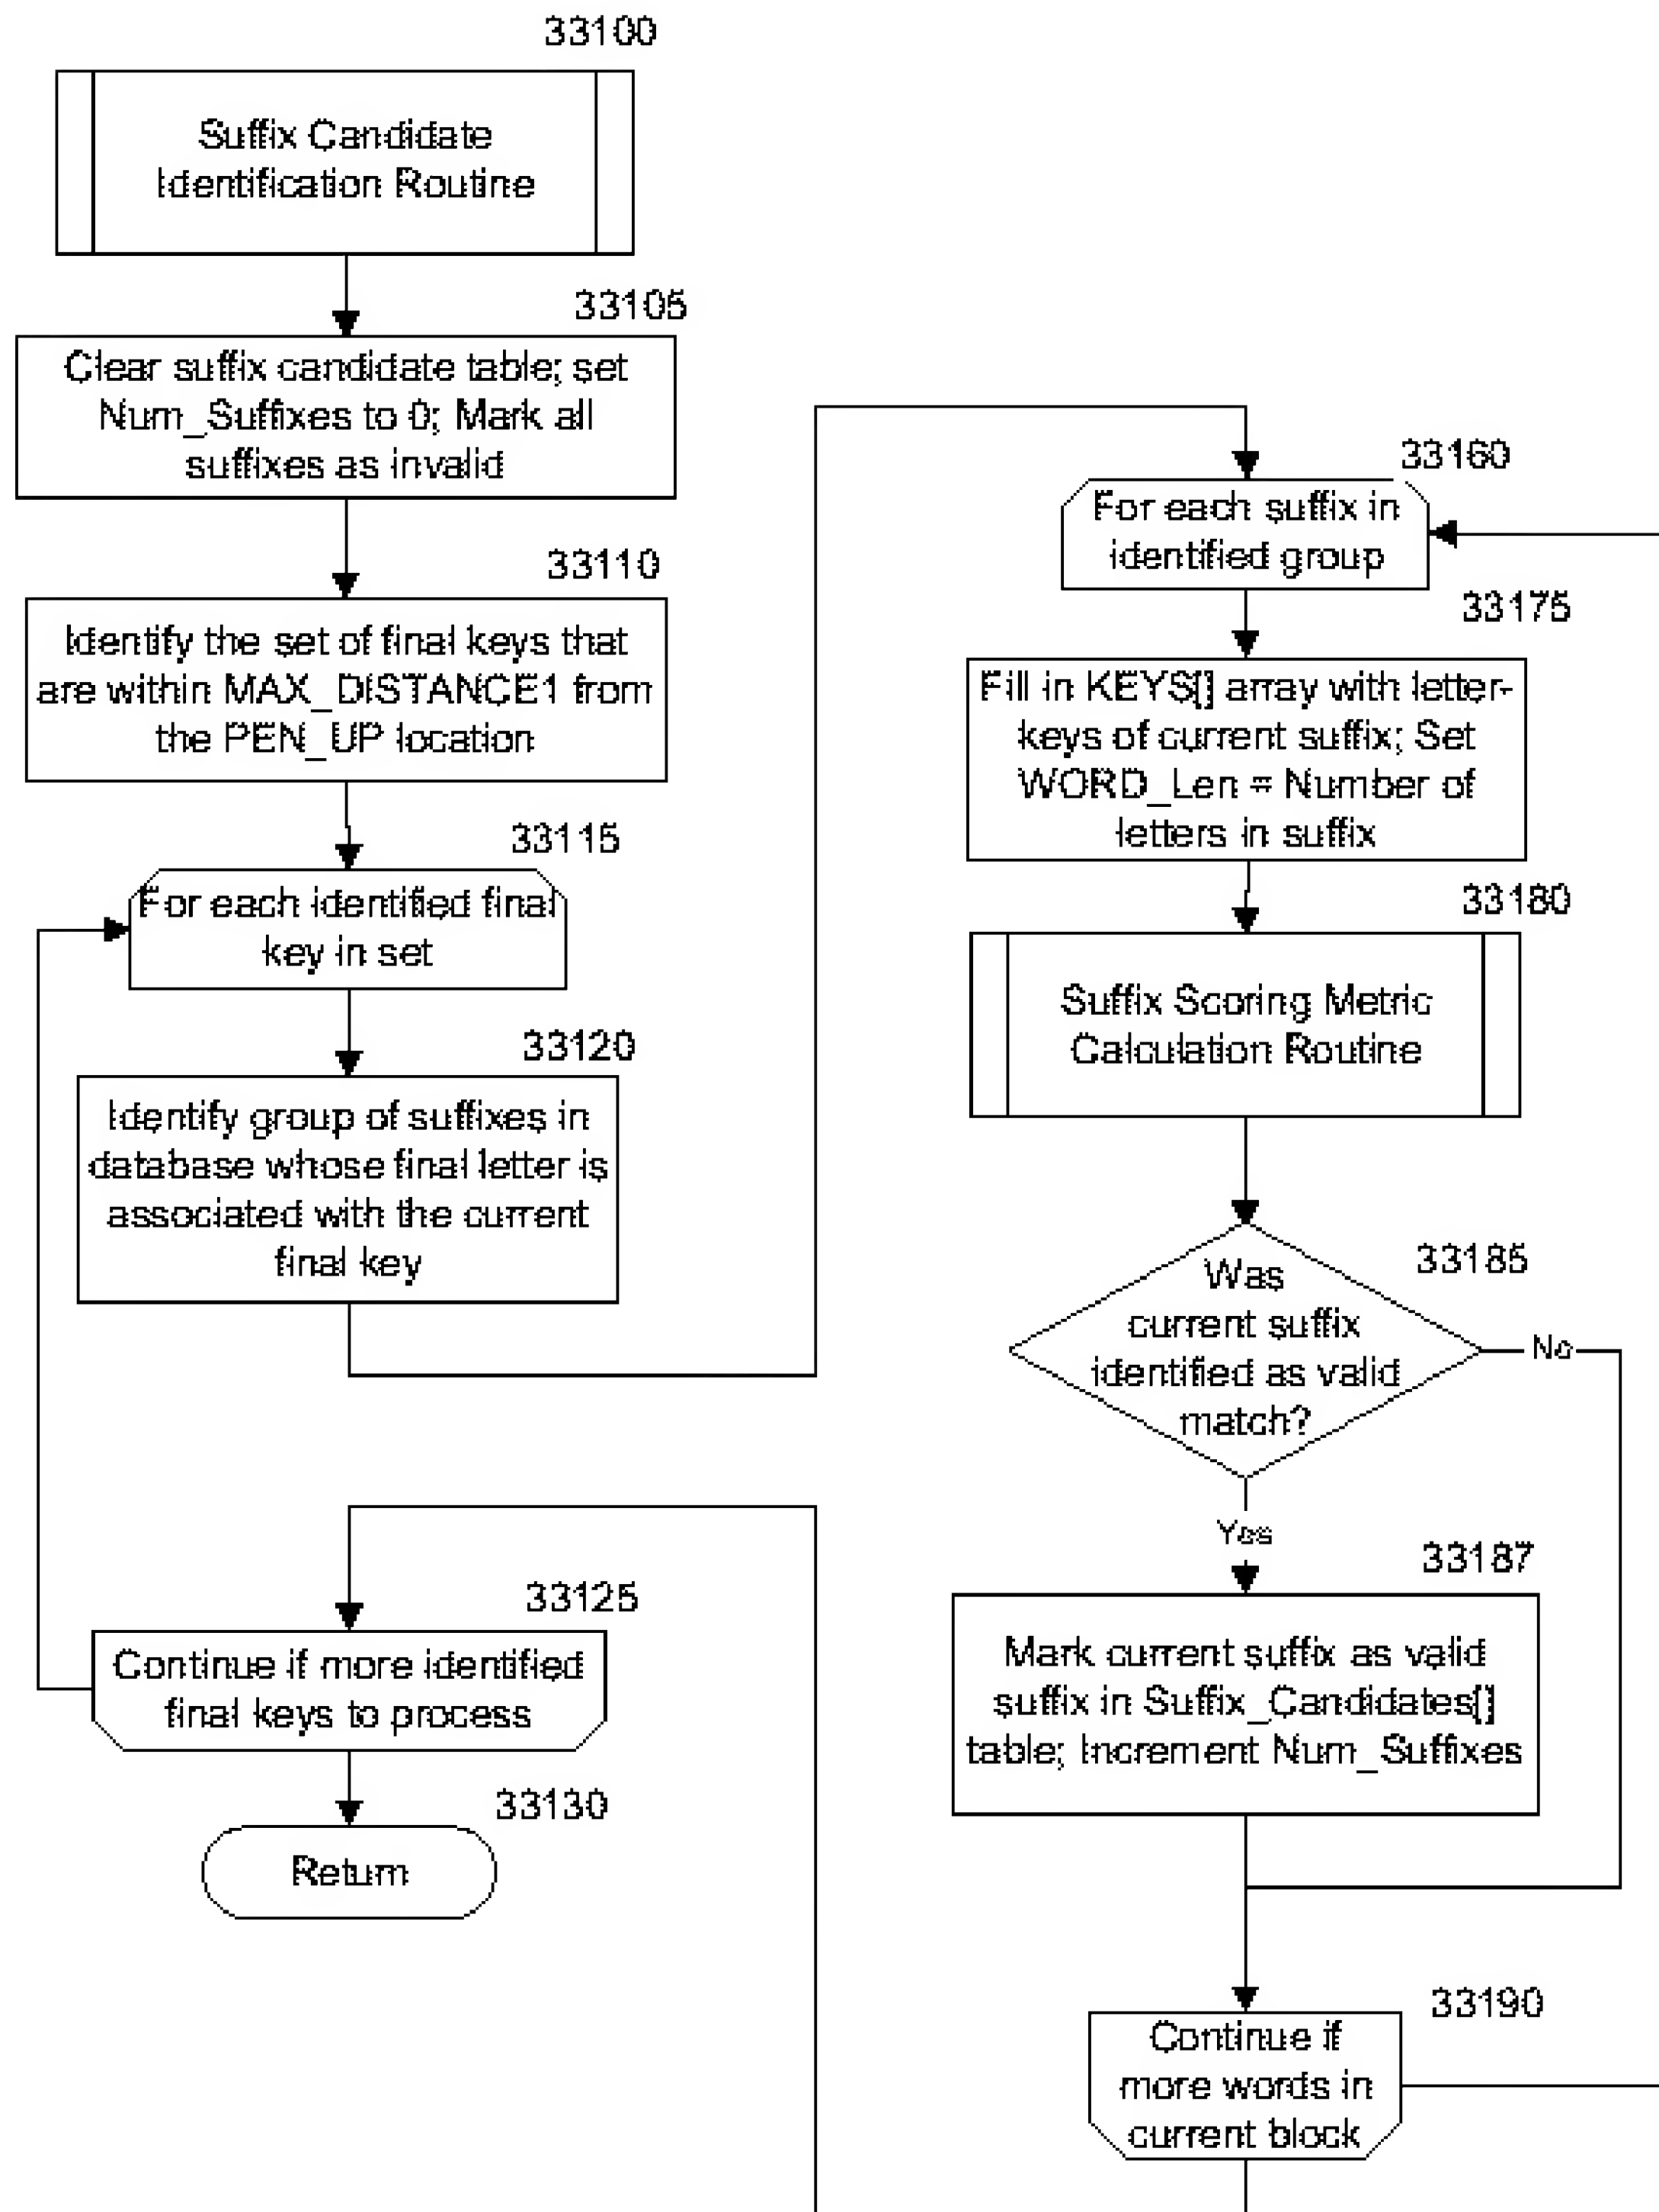 33100
Suffix Candidate
Identification Routine
33105
Clear suffix candidate table; set
Num_Suffixes to 0; Mark all
suffixes as invalid
33110
Identify the set of final keys that
are within MAX_DISTANCE1 from
the PEN_UP location
33115
For each identified final
key in set
33120
Identify group of suffixes in
database whose final letter is
associated with the current
final key
33125
Continue if more identified
final keys to process
33130
Return
33160
For each suffix in
identified group
33175
Fill in KEYS[] array with letter-
keys of current suffix; Set
WORD_Len = Number of
letters in suffix
33180
Suffix Scoring Metric
Calculation Routine
33185
Was
current suffix
identified as valid
match?
No
Yes
33187
Mark current suffix as valid
suffix in Suffix_Candidates[]
table; Increment Num_Suffixes
33190
Continue if
more words in
current block